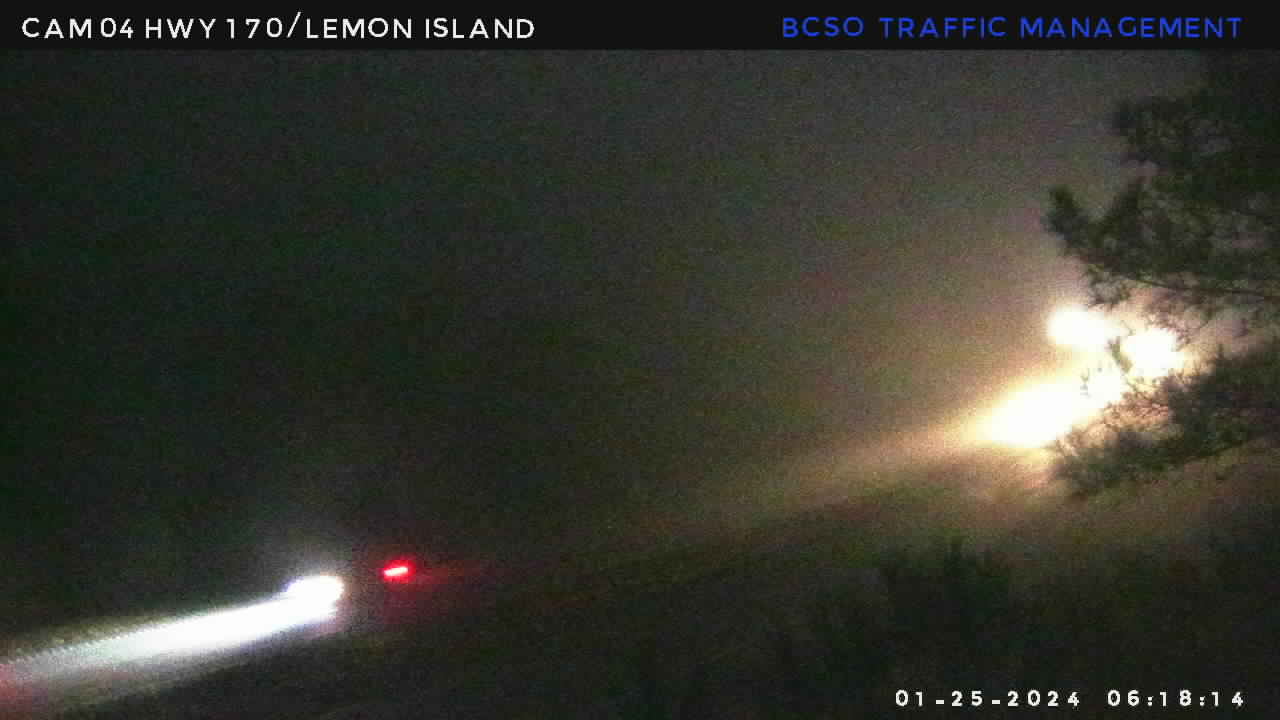 CAM04 HWY 170/LEMON ISLAND
BCSO TRAFFIC MANAGEMENT
01-25-2024 06:18:14